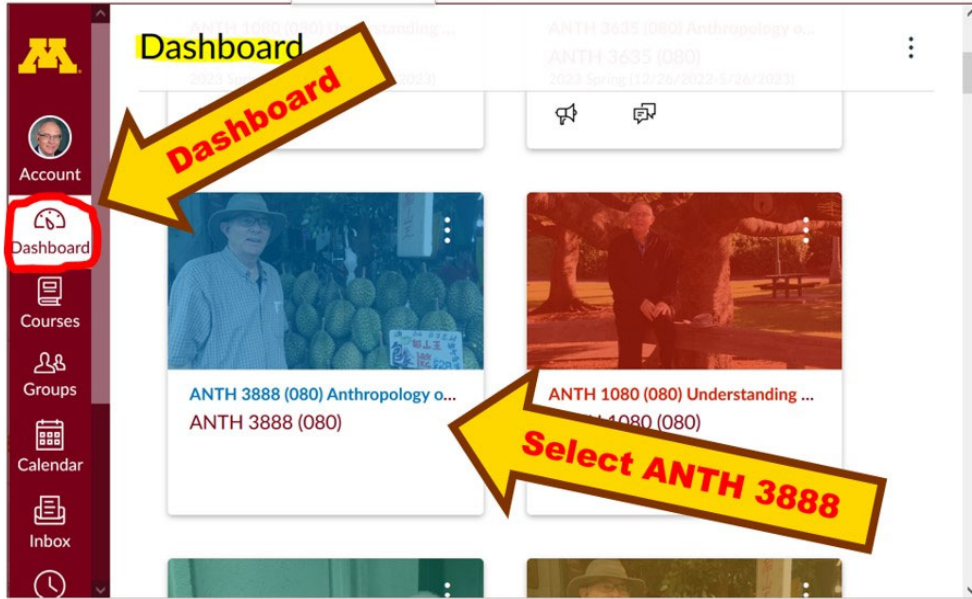 ANTH 1080 (080) Understanding ...
ANTH 3635 (080) Anthropology o...
ANTH 3635 (080)
2023 Spring (12/26/2022-5/26/2023)
Dashboard
Dashboard
Account
Dashboard
Courses
Groups
Calendar
Inbox
ANTH 3888 (080) Anthropology o...
ANTH 3888 (080)
ANTH 1080 (080) Understanding ...
1080 (080)
Select ANTH 3888